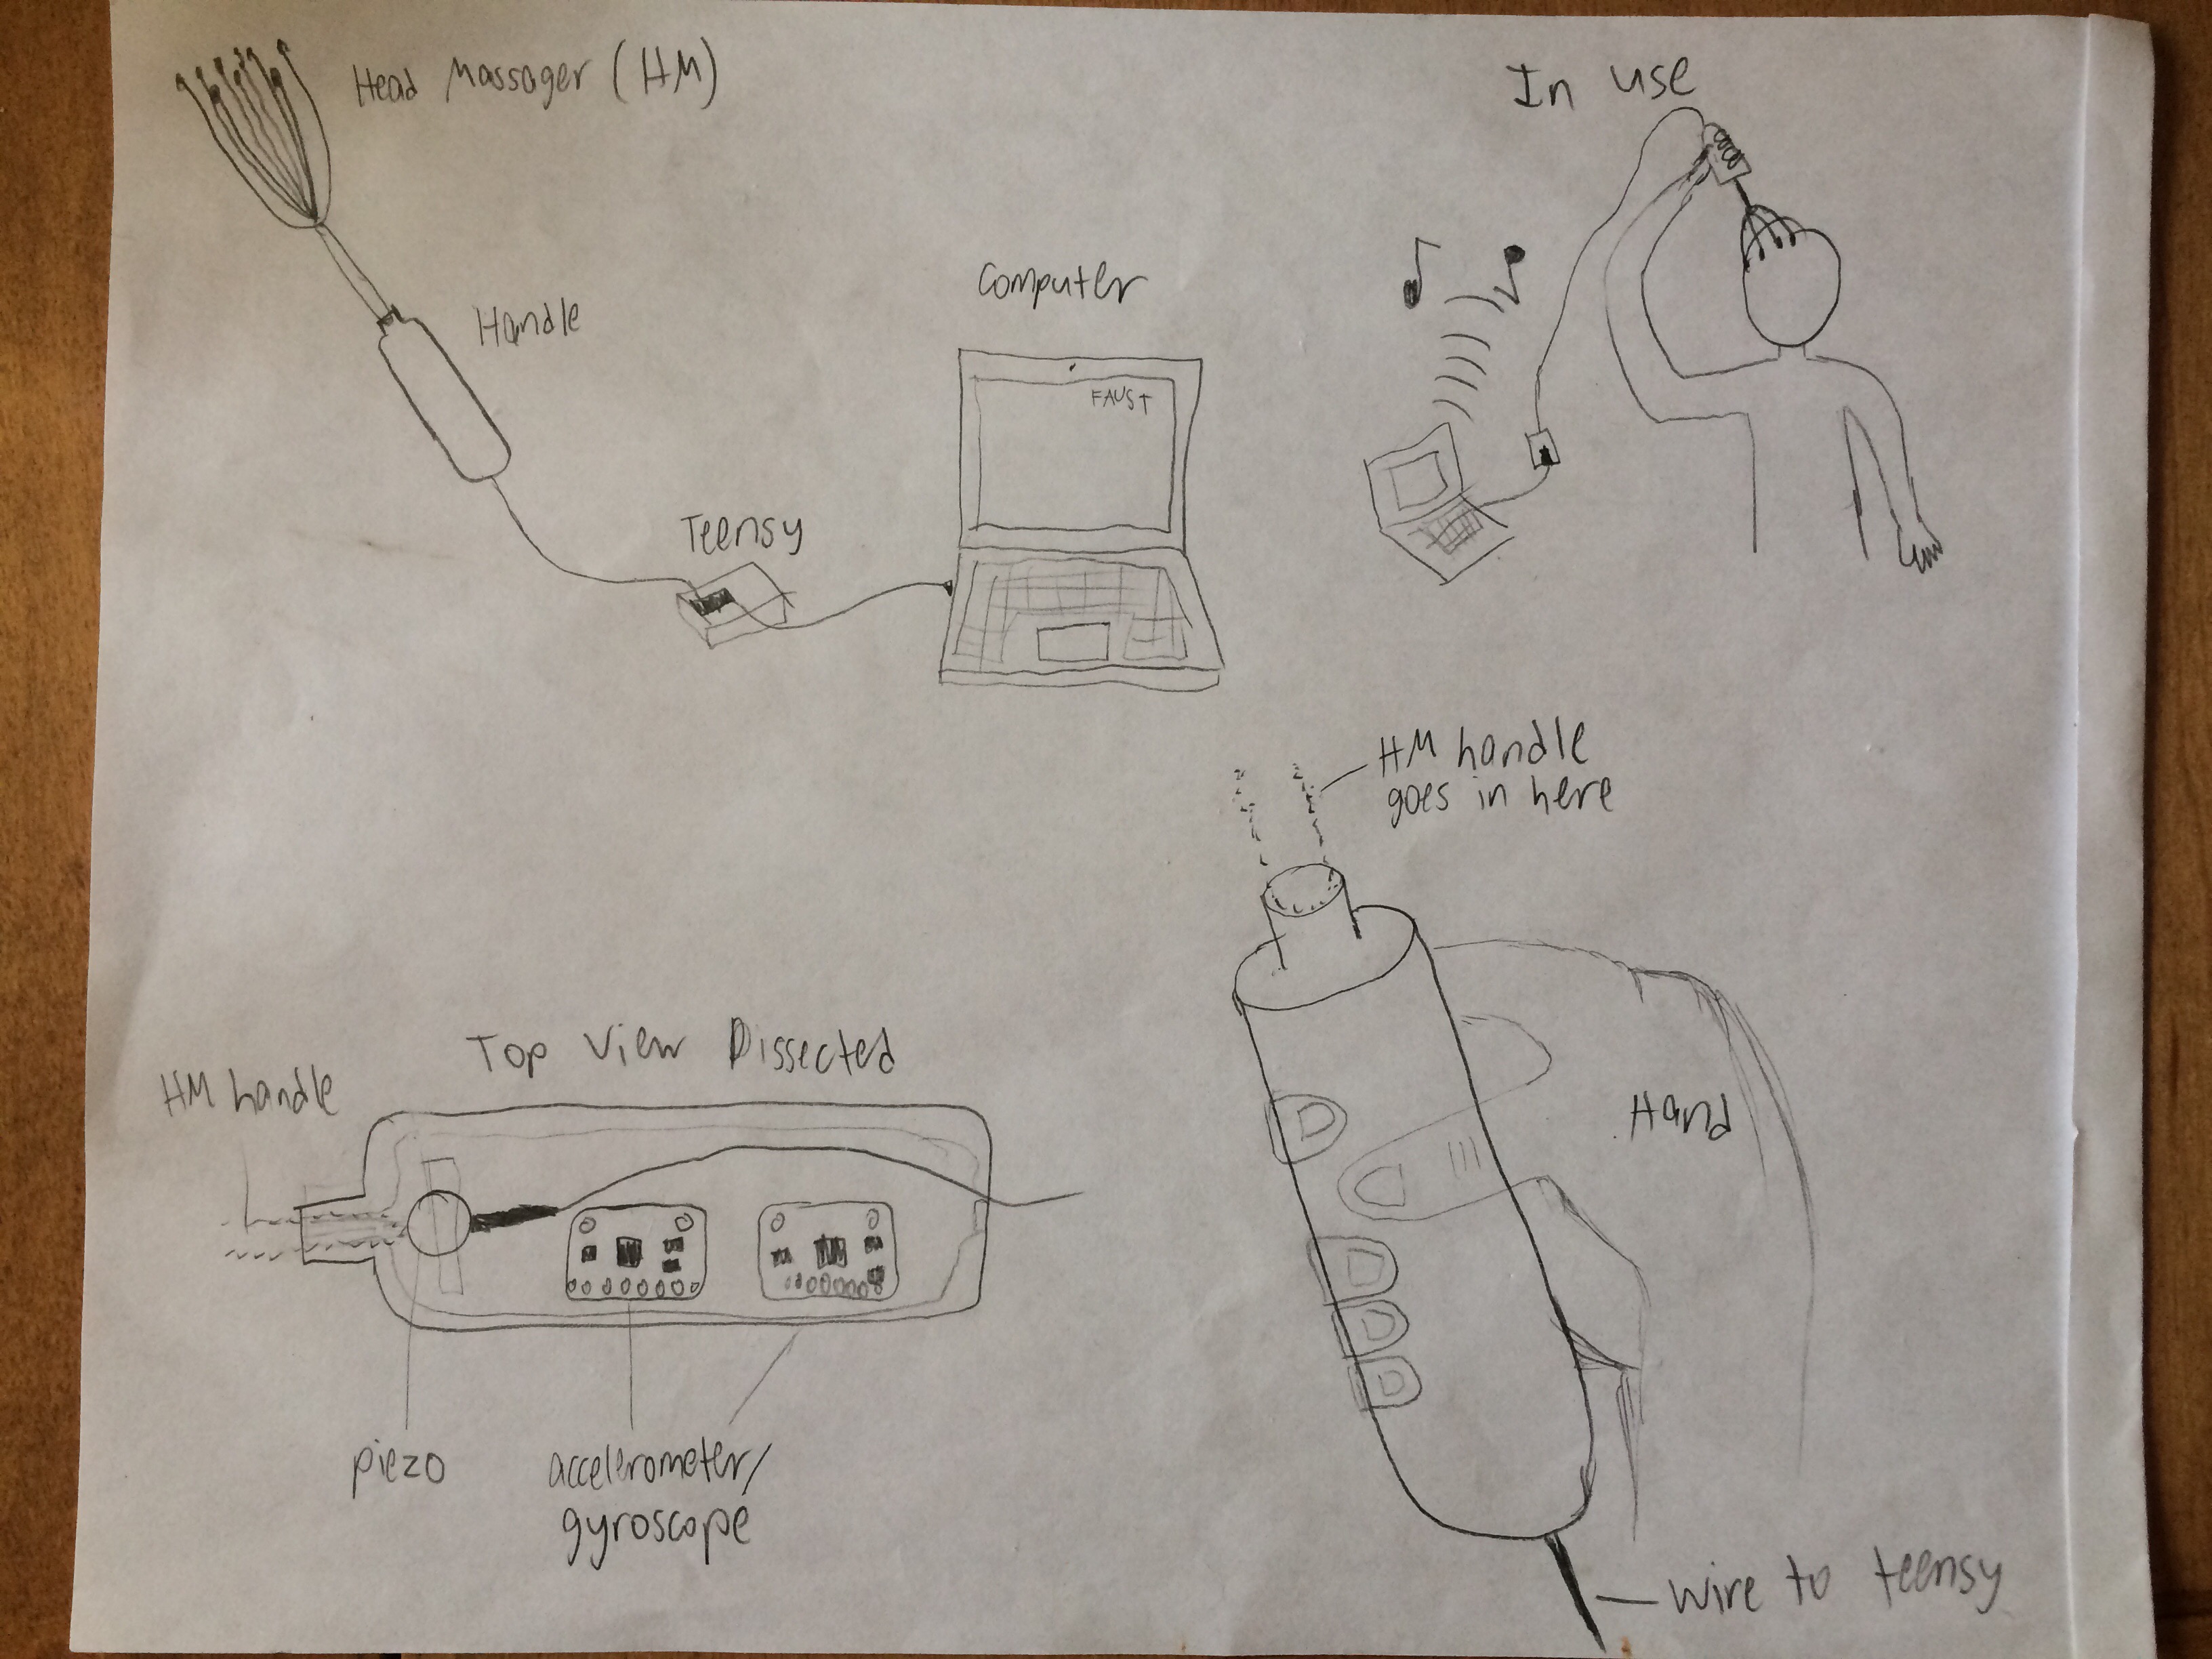 Head Massager (HM)
Handle
Teensy
Computer
FAUST
In use
HM handle
goes in here
Hand
Wire to teensy
Top View Dissected
HM handle
piezo
accelerometer/
gyroscope